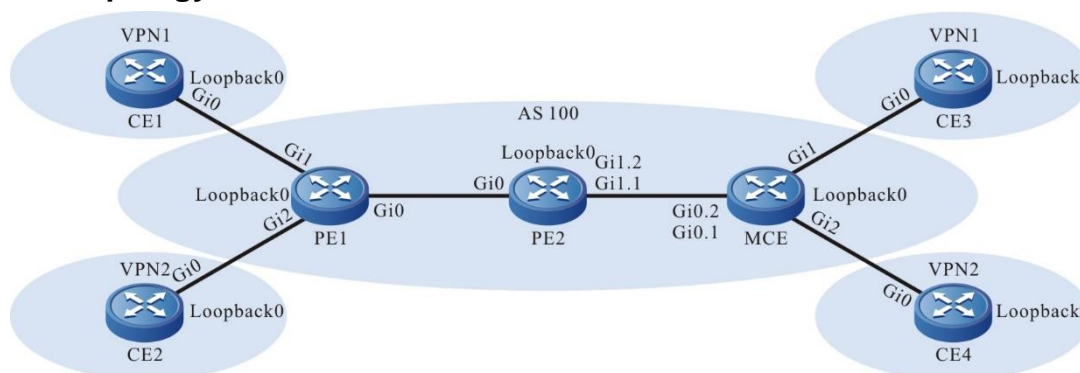 VPN1
Loopback0
Gi0
CE1
VPN1
Loopback
Gi0
CE3
AS 100
Gi1
Loopback0
Gi2
Gi0
PE1
Loopback0
Gi0
Gi1.2
Gi1.1
PE2
Gi1
Loopback0
Gi0.2
Gi0.1
Gi2
MCE
VPN2
Gi0
Loopback0
CE2
VPN2
Loopback
Gi0
CE4